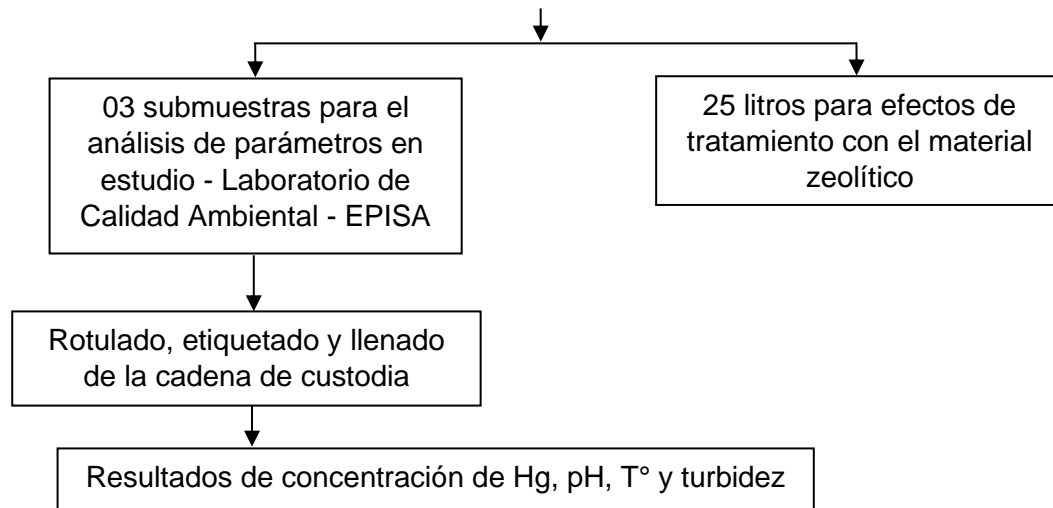 03 submuestras para el
análisis de parámetros en
estudio - Laboratorio de
Calidad Ambiental - EPISA
25 litros para efectos de
tratamiento con el material
zeolítico
Rotulado, etiquetado y llenado
de la cadena de custodia
Resultados de concentración de Hg, pH, T° y turbidez